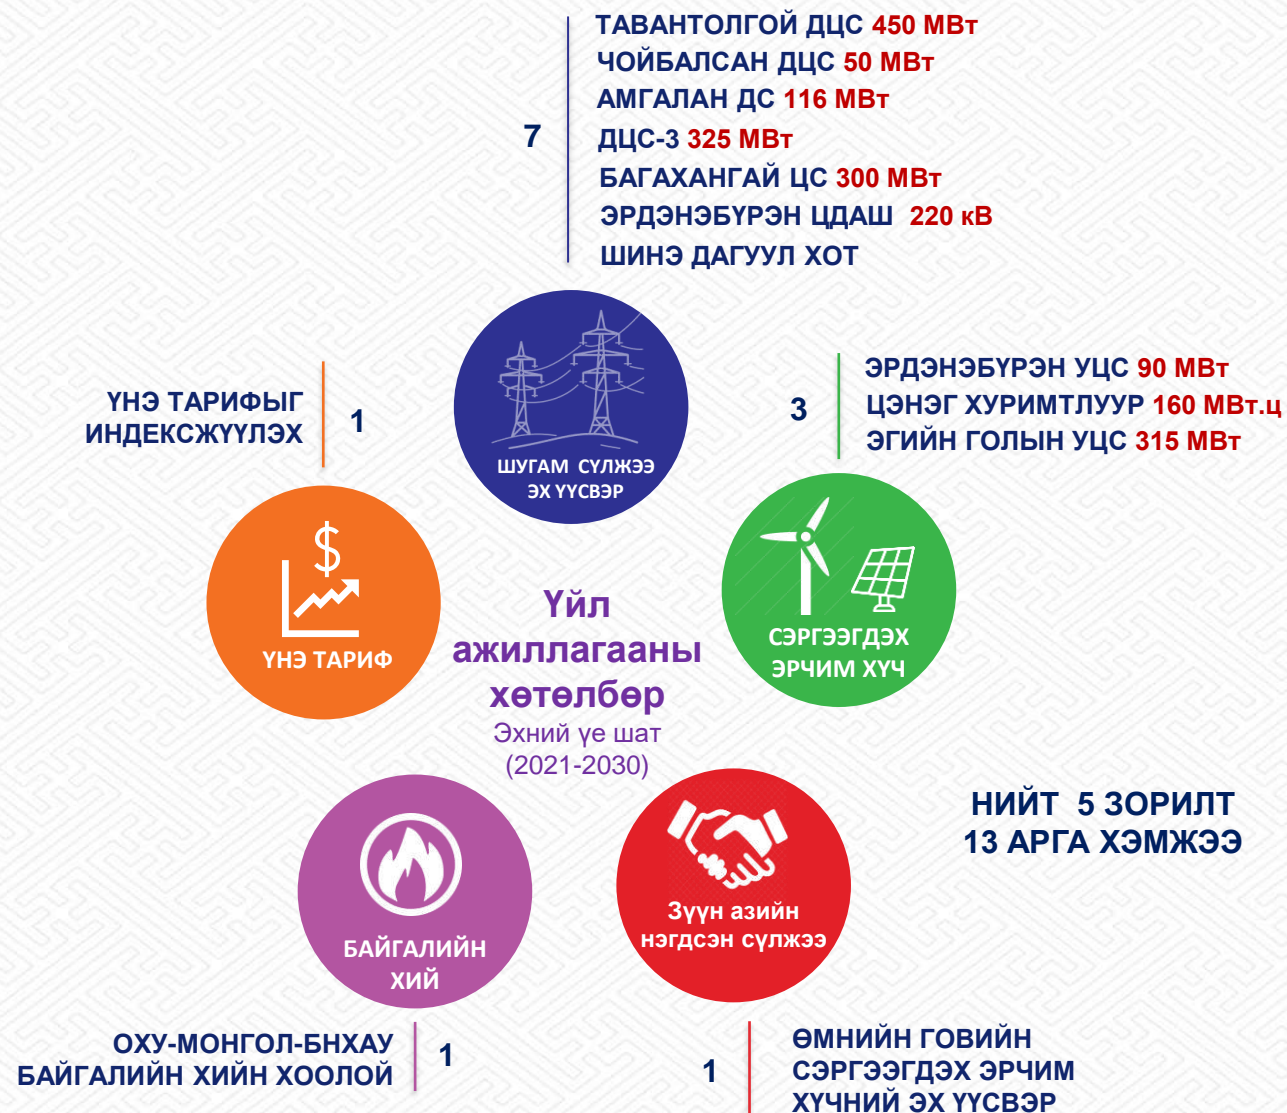 ТАВАНТОЛГОЙ ДЦС 450 МВт
ЧОЙБАЛСАН ДЦС 50 МВт
АМГАЛАН ДС 116 МВт
7
ДЦС-3 325 МВт
БАГАХАНГАЙ ЦС 300 МВт
ЭРДЭНЭБҮРЭН ЦДАШ 220 кВ
ШИНЭ ДАГУУЛ ХОТ
ШУГАМ СҮЛЖЭЭ
ЭХ ҮҮСВЭР
ҮНЭ ТАРИФЫГ
ИНДЕКСЖҮҮЛЭХ
1
ҮНЭ ТАРИФ
3
ЭРДЭНЭБҮРЭН УЦС 90 МВт
ЦЭНЭГ ХУРИМТЛУУР 160 МВт.ц
ЭГИЙН ГОЛЫН УЦС 315 МВт
СЭРГЭЭГДЭХ
ЭРЧИМ ХҮЧ
Үйл
ажиллагааны
хөтөлбөр
Эхний үе шат
(2021-2030)
НИЙТ 5 ЗОРИЛТ
13 АРГА ХЭМЖЭЭ
БАЙГАЛИЙН
ХИЙ
ОХУ-МОНГОЛ-БНХАУ
БАЙГАЛИЙН ХИЙН ХООЛОЙ
1
Зүүн азийн
нэгдсэн сүлжээ
1
ӨМНИЙН ГОВИЙН
СЭРГЭЭГДЭХ ЭРЧИМ
ХҮЧНИЙ ЭХ ҮҮСВЭР